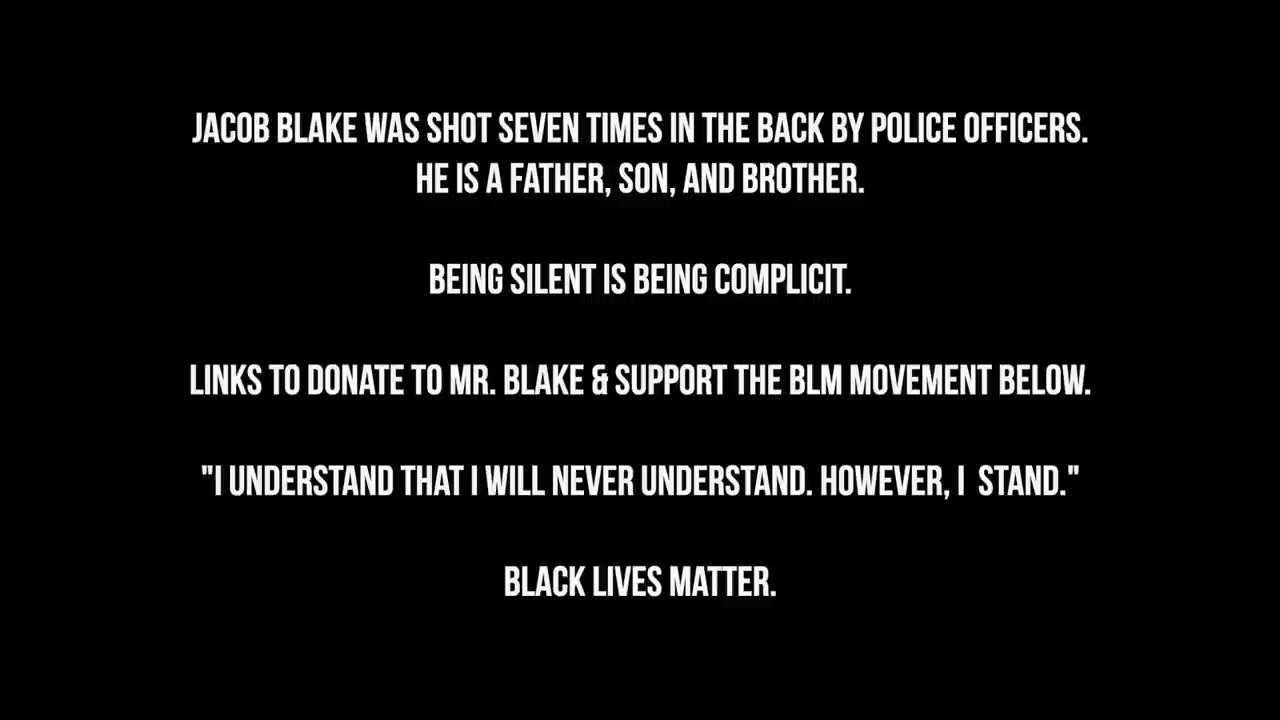 JACOB BLAKE WAS SHOT SEVEN TIMES IN THE BACK BY POLICE OFFICERS.
HE IS A FATHER, SON, AND BROTHER.
BEING SILENT IS BEING COMPLICIT.
LINKS TO DONATE TO MR. BLAKE & SUPPORT THE BLM MOVEMENT BELOW.
"I UNDERSTAND THAT I WILL NEVER UNDERSTAND. HOWEVER, I  STAND."
BLACK LIVES MATTER.